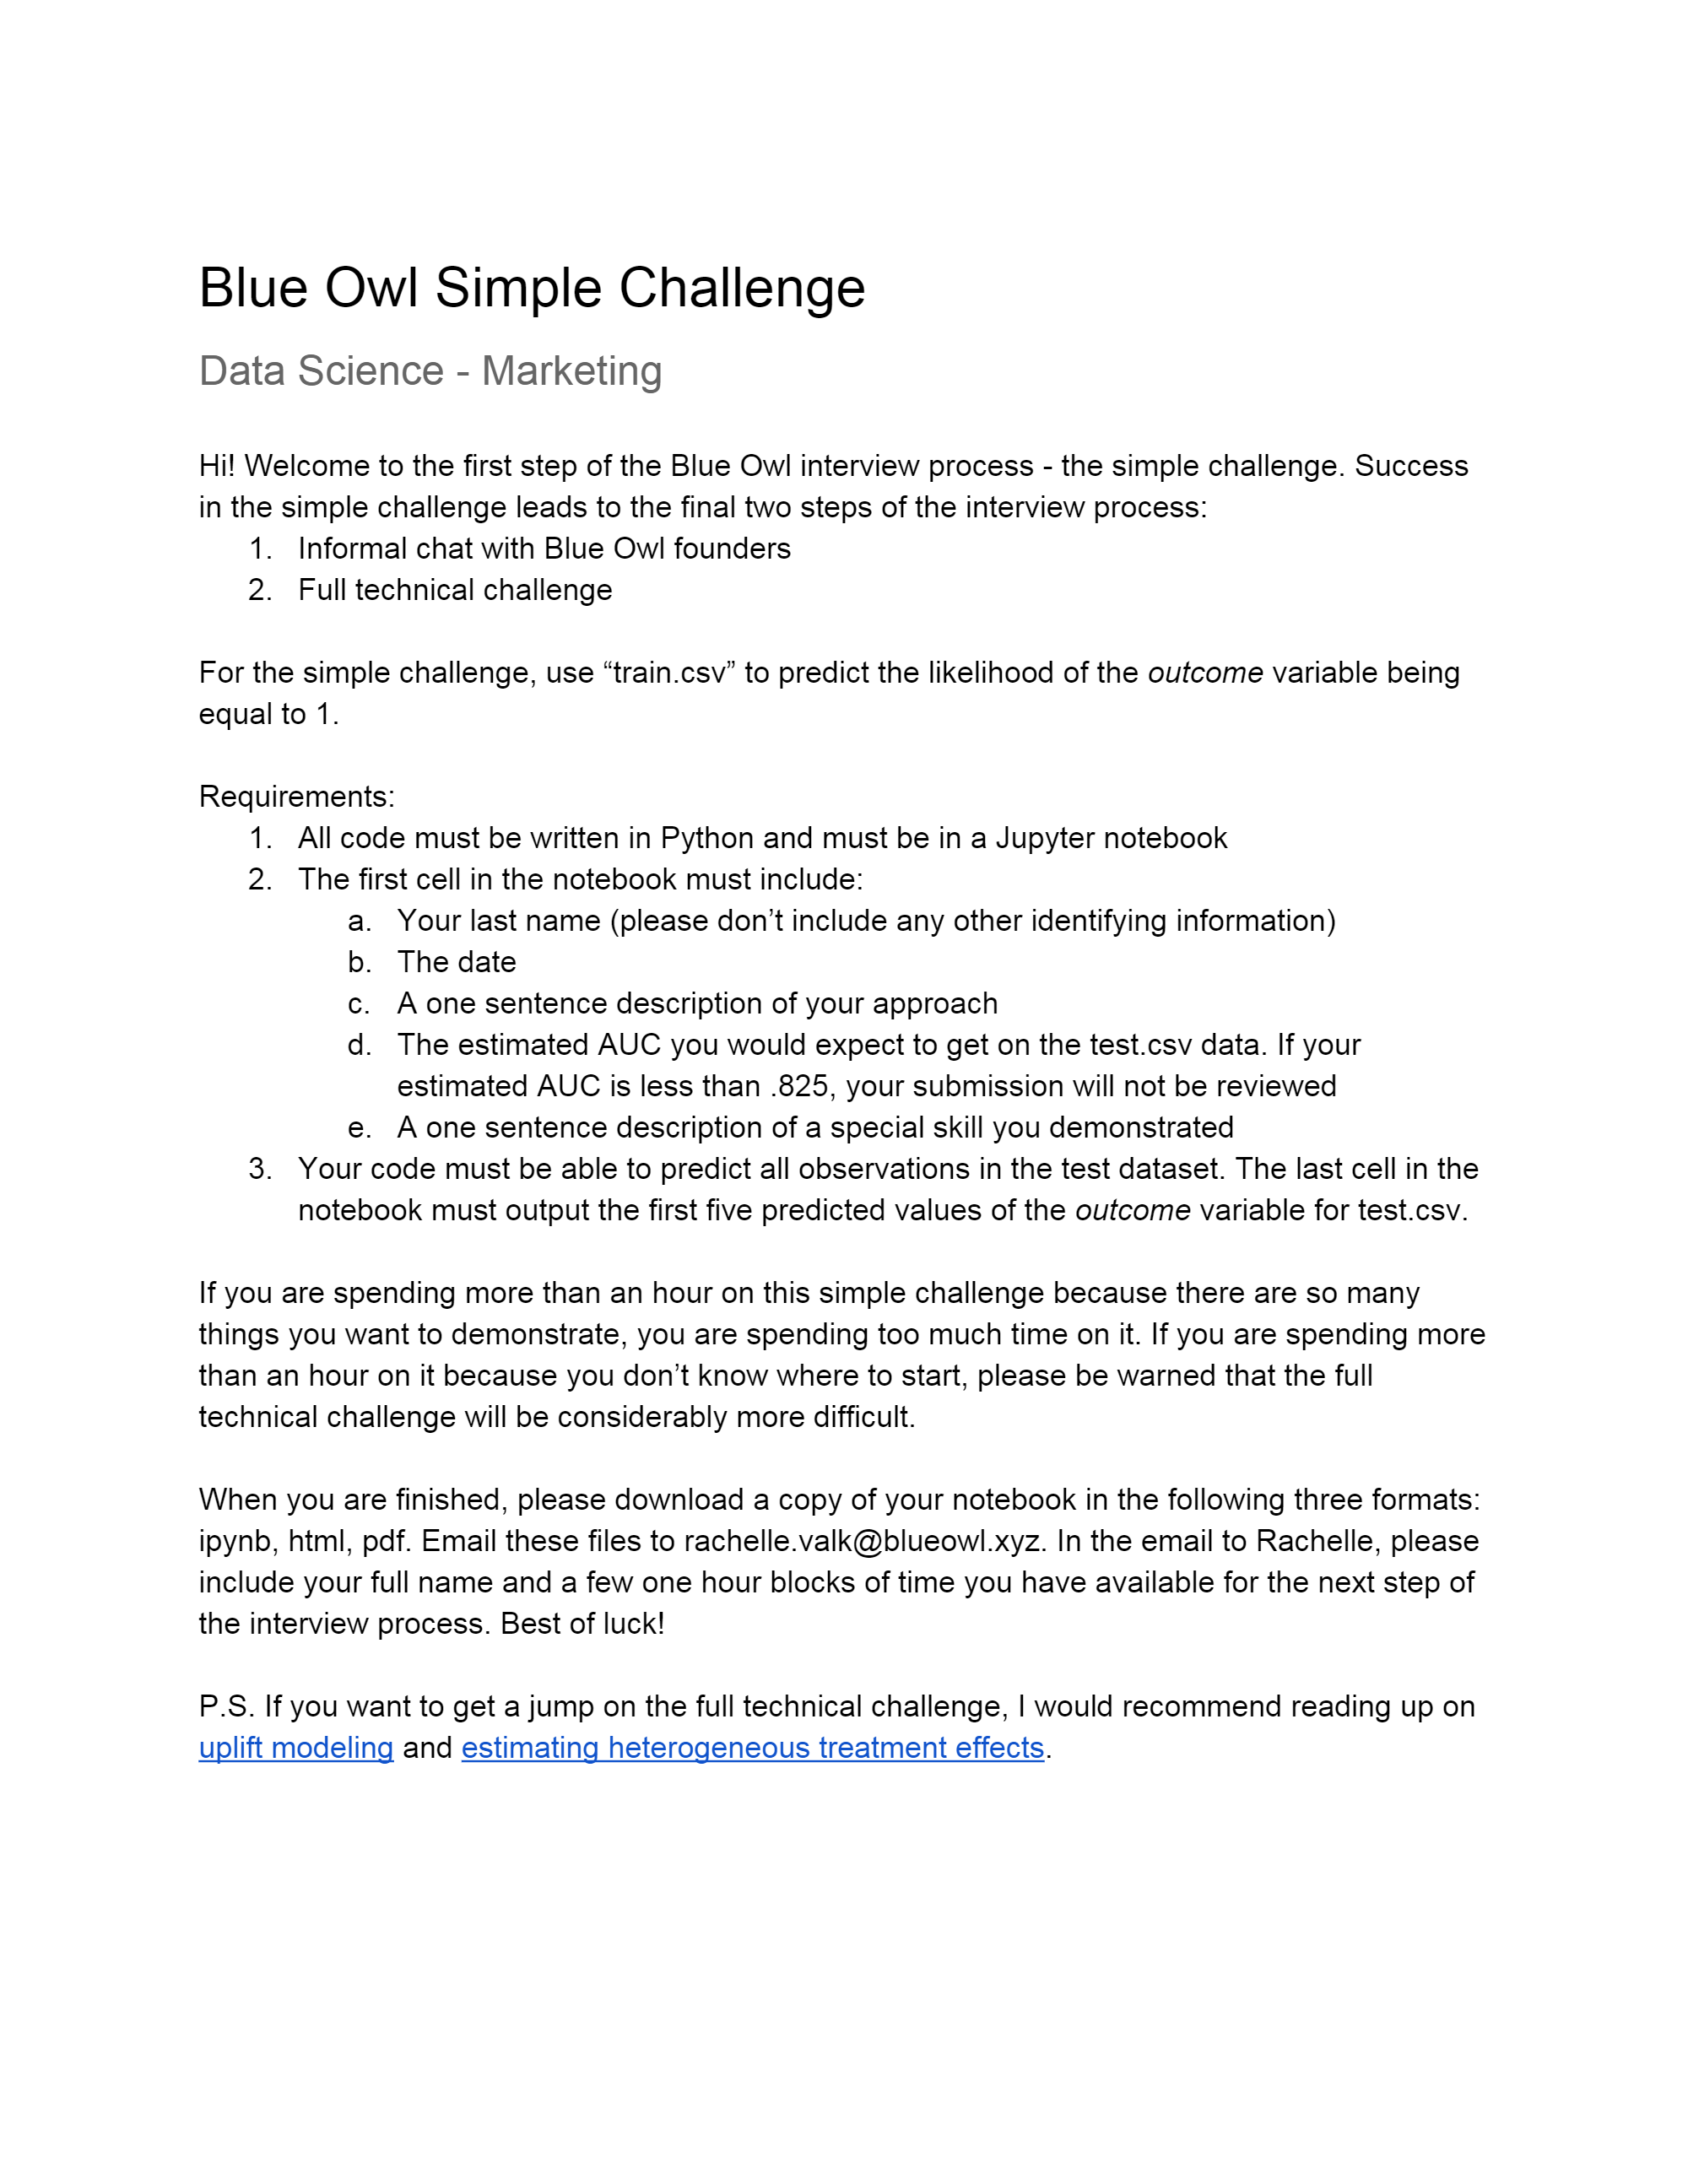 Blue Owl Simple Challenge
Data Science - Marketing
Hi! Welcome to the first step of the Blue Owl interview process - the simple challenge. Success
in the simple challenge leads to the final two steps of the interview process:
1. Informal chat with Blue Owl founders
2. Full technical challenge
For the simple challenge, use “train.csv” to predict the likelihood of the outcome variable being
equal to 1.
Requirements:
1. All code must be written in Python and must be in a Jupyter notebook
2. The first cell in the notebook must include:
a. Your last name (please don’t include any other identifying information)
b. The date
c. A one sentence description of your approach
d. The estimated AUC you would expect to get on the test.csv data. If your
estimated AUC is less than .825, your submission will not be reviewed
e. A one sentence description of a special skill you demonstrated
3. Your code must be able to predict all observations in the test dataset. The last cell in the
notebook must output the first five predicted values of the outcome variable for test.csv.
If you are spending more than an hour on this simple challenge because there are so many
things you want to demonstrate, you are spending too much time on it. If you are spending more
than an hour on it because you don’t know where to start, please be warned that the full
technical challenge will be considerably more difficult.
When you are finished, please download a copy of your notebook in the following three formats:
ipynb, html, pdf. Email these files to rachelle.valk@blueowl.xyz. In the email to Rachelle, please
include your full name and a few one hour blocks of time you have available for the next step of
the interview process. Best of luck!
P.S. If you want to get a jump on the full technical challenge, I would recommend reading up on
uplift modeling and estimating heterogeneous treatment effects.